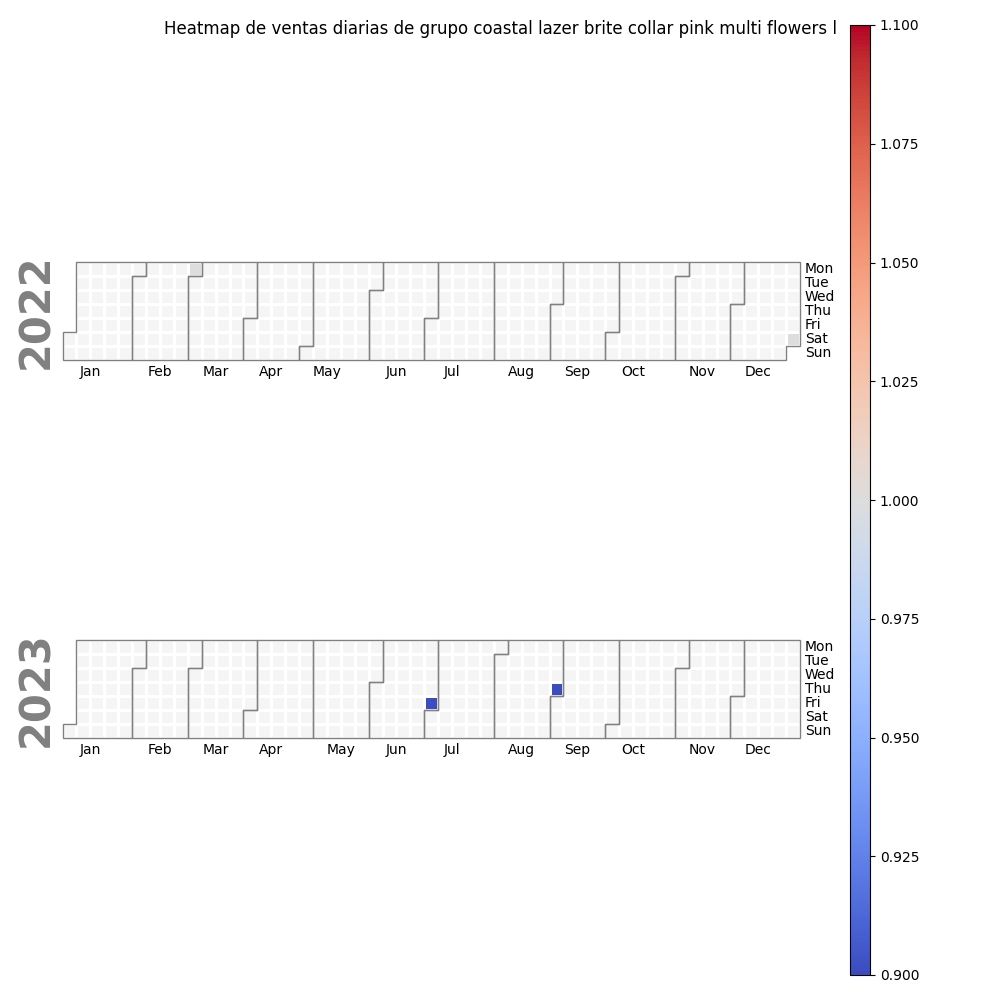 Heatmap de ventas diarias de grupo coastal lazer brite collar pink multi flowers l
2022
Mon
Tue
Wed
Thu
Fri
Sat
Sun
Jan Feb Mar Apr May Jun Jul Aug Sep Oct Nov Dec
2023
Mon
Tue
Wed
Thu
Fri
Sat
Sun
Jan Feb Mar Apr May Jun Jul Aug Sep Oct Nov Dec
1.100
1.075
1.050
1.025
1.000
0.975
0.950
0.925
0.900